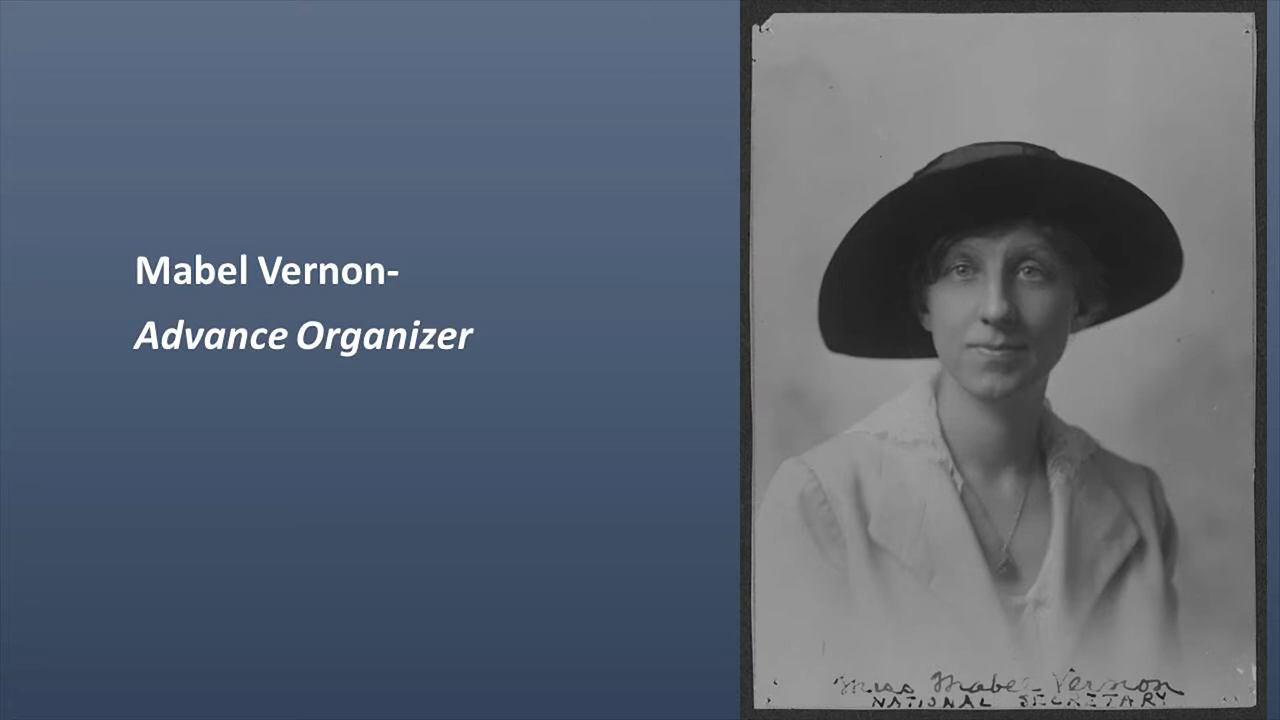 Mabel Vernon-
Advance Organizer
Miss Mabel Vernon
NATIONAL SECRETARY